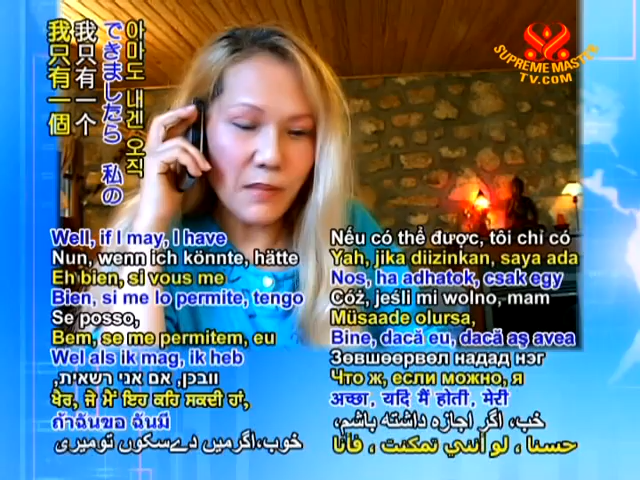 SUPREME MASTER
TV.COM
아마도 내겐 오직
できましたら 私の
我只有一个
我只有一個
Well, if I may, I have
Nun, wenn ich könnte, hätte
Eh bien, si vous me
Bien, si me lo permite, tengo
Se posso,
Bem, se me permitem, eu
Wel als ik mag, ik heb
ובכן, אם אני רשאית,
ਖੈਰ, ਜੇ ਮੈਂ ਇਹ ਕਹਿ ਸਕਦੀ ਹਾਂ,
ถ้าฉันขอ ฉันมี
خوب،اگرمیں دےسکوں تومیری
Nếu có thể được, tôi chỉ có
Yah, jika diizinkan, saya ada
Nos, ha adhatok, csak egy
Cóż, jeśli mi wolno, mam
Müsaade olursa,
Bine, dacă eu, dacă aş avea
Зөвшөөрвөл надад нэг
Что ж, если можно, я
अच्छा, यदि मैं होती, मेरी
خب، اگر اجازه داشته باشم،
حسنا ، لو أنني تمكنت ، فأنا